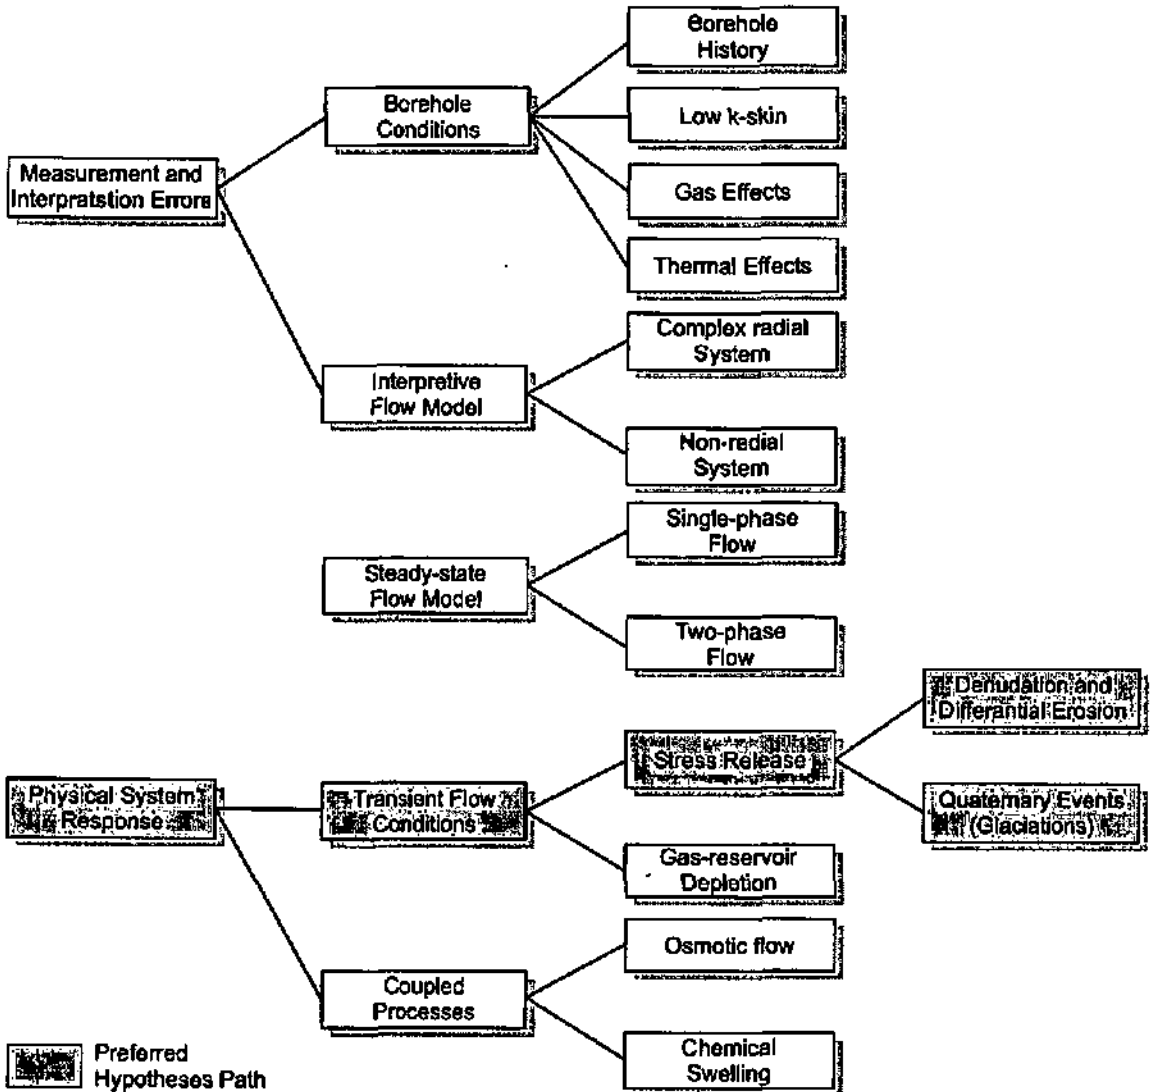 Borehole
History
Borehole
Conditions
Low k-skin
Measurement and
Interpratstion Errors
Gas Effects
Thermal Effects
Complex radial
System
Interpretive
Flow Model
Non-redial
System
Single-phase
Flow
Steady-state
Flow Model
Two-phase
Flow
Denudation and
Differantial Erosion
Stress Release
Physical System
Response
Transient Flow
Conditions
Quaternary Events
(Glaciations)
Gas-reservoir
Depletion
Osmotic flow
Coupled
Processes
Chemical
Swelling
Preferred
Hypotheses Path